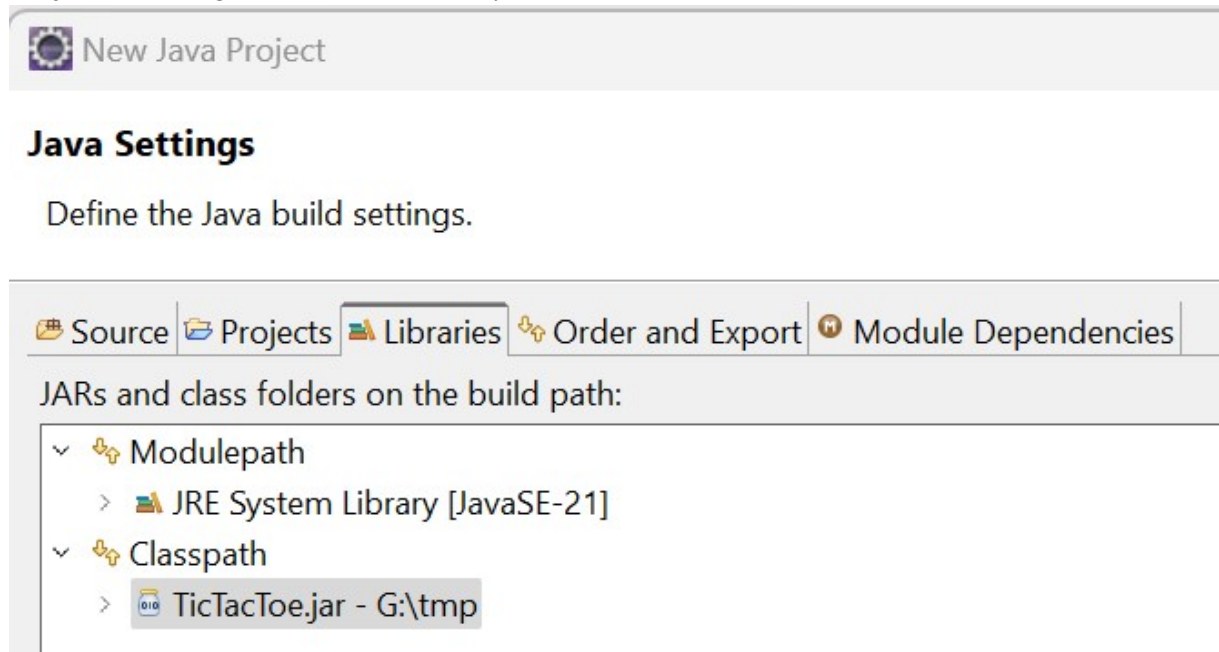 New Java Project
Java Settings
Define the Java build settings.
Source Projects Libraries Order and Export Module Dependencies
JARs and class folders on the build path:
Modulepath
JRE System Library [JavaSE-21]
Classpath
TicTacToe.jar - G:\tmp